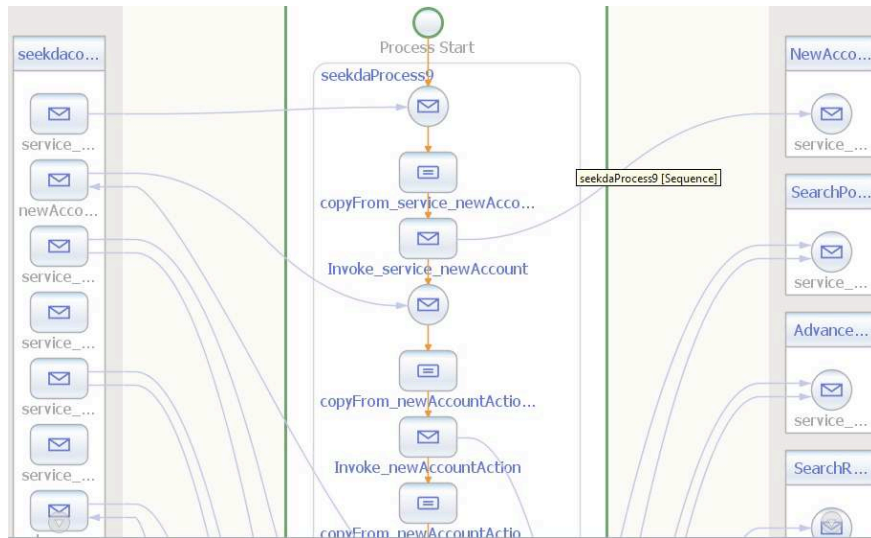 seekdaco...
service_...
newAcco...
service_...
service_...
service_...
service_...
Process Start
seekdaProcess9
copyFrom_service_newAcco...
Invoke_service_newAccount
copyFrom_newAccountActio...
Invoke_newAccountAction
copyFrom_newAccountActio...
seekdaProcess9 [Sequence]
NewAcco...
service_...
SearchPo...
service_...
Advance...
service_...
SearchR...